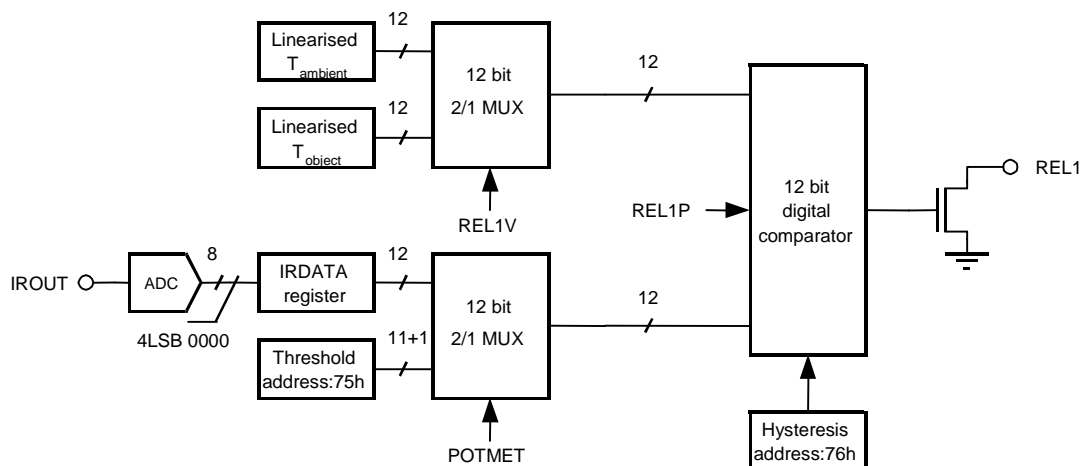 12
Linearised
T ambient
12 bit
2/1 MUX
12
12
Linearised
T object
REL1V
12 bit
digital
comparator
REL1P
REL1
IROUT
ADC
8
4LSB 0000
IRDATA
register
12
12 bit
2/1 MUX
12
11+1
Threshold
address:75h
POTMET
Hysteresis
address:76h